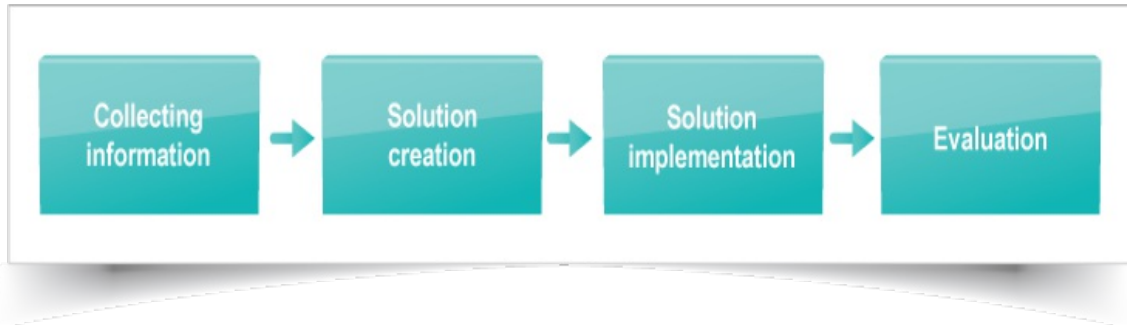 Collecting
information
Solution
creation
Solution
implementation
Evaluation